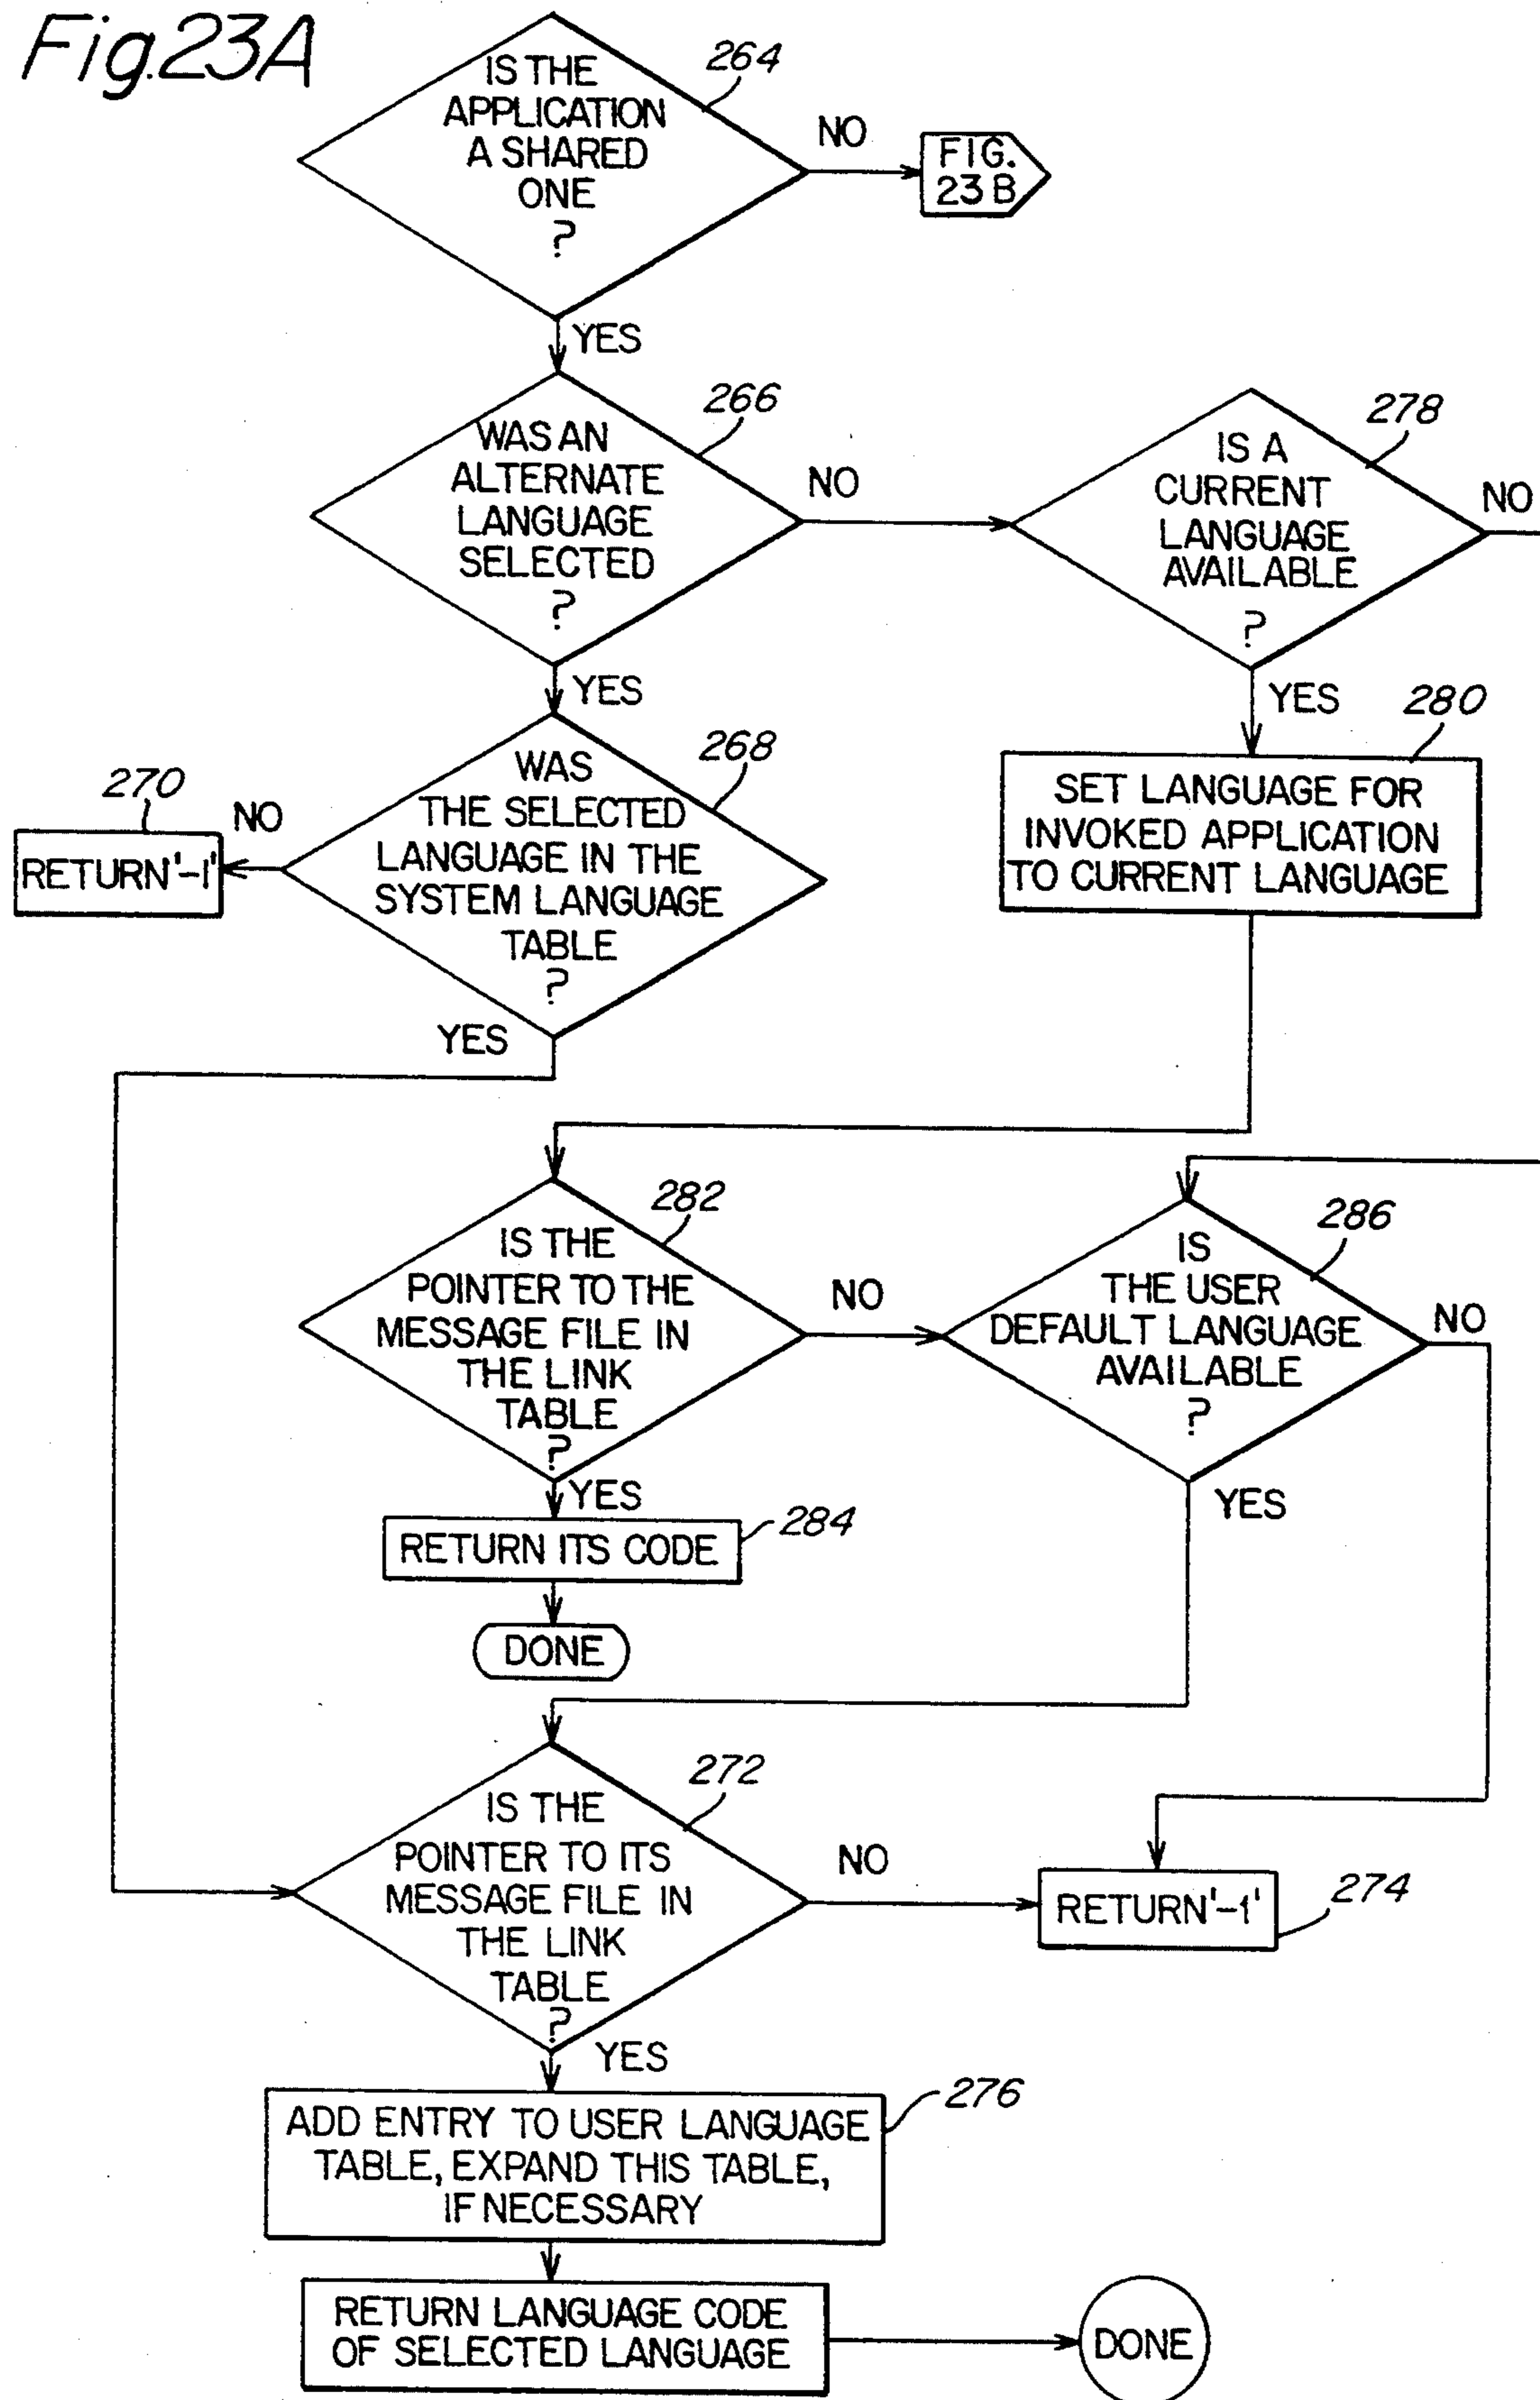 Fig.23A
IS THE
APPLICATION
A SHARED
ONE
?
264
NO
FIG.
23 B
YES
WAS AN
ALTERNATE
LANGUAGE
SELECTED
?
266
NO
IS A
CURRENT
LANGUAGE
AVAILABLE
?
278
NO
YES
YES
280
SET LANGUAGE FOR
INVOKED APPLICATION
TO CURRENT LANGUAGE
WAS
THE SELECTED
LANGUAGE IN THE
SYSTEM LANGUAGE
TABLE
?
268
270
NO
RETURN'-1'
YES
IS THE
POINTER TO THE
MESSAGE FILE IN
THE LINK
TABLE
?
282
NO
IS
THE USER
DEFAULT LANGUAGE
AVAILABLE
?
286
NO
YES
YES
RETURN ITS CODE
284
DONE
IS THE
POINTER TO ITS
MESSAGE FILE IN
THE LINK
TABLE
?
272
NO
RETURN'-1'
274
YES
ADD ENTRY TO USER LANGUAGE
TABLE, EXPAND THIS TABLE,
IF NECESSARY
276
RETURN LANGUAGE CODE
OF SELECTED LANGUAGE
DONE